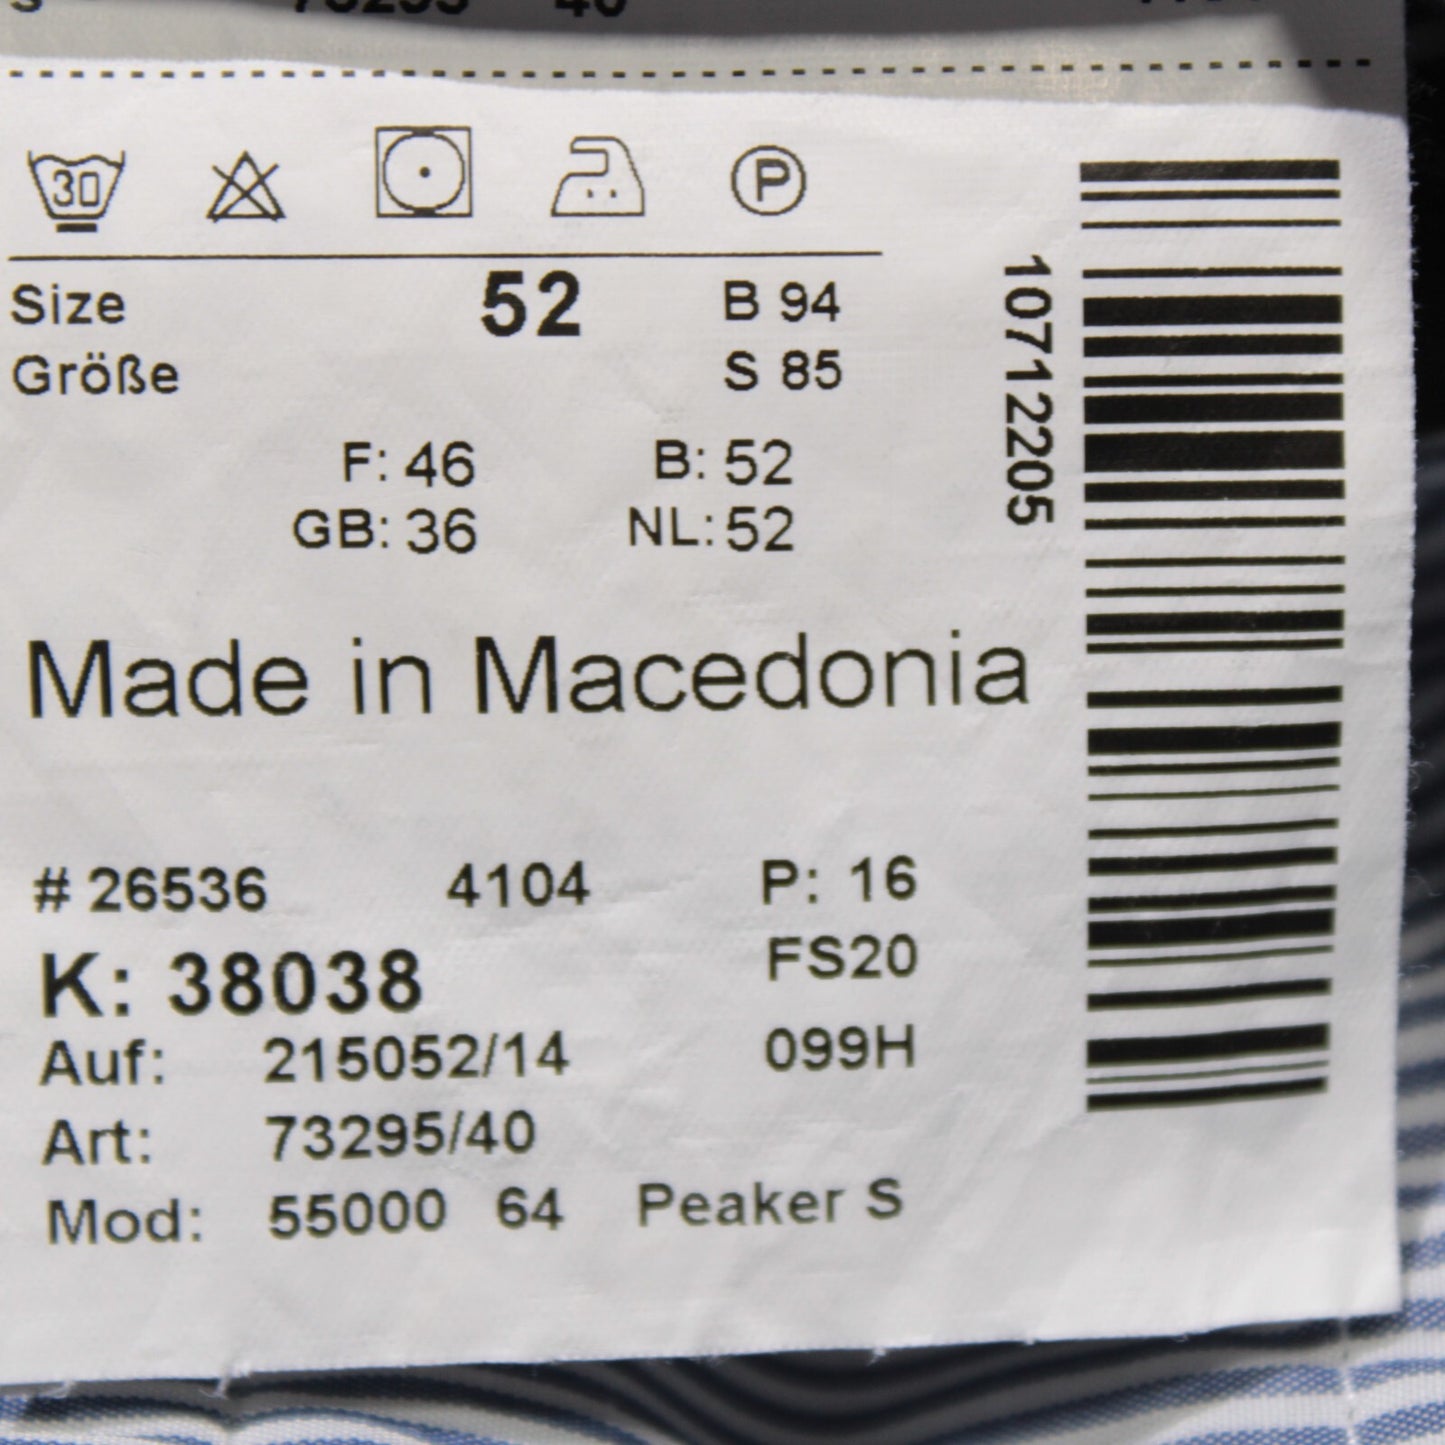 30
P
Size 52 B 94
Größe S 85
F: 46 B: 52
GB: 36 NL: 52
Made in Macedonia
# 26536 4104 P: 16
K: 38038 FS20
Auf: 215052/14 099H
Art: 73295/40
Mod: 55000 64 Peaker S
10712205